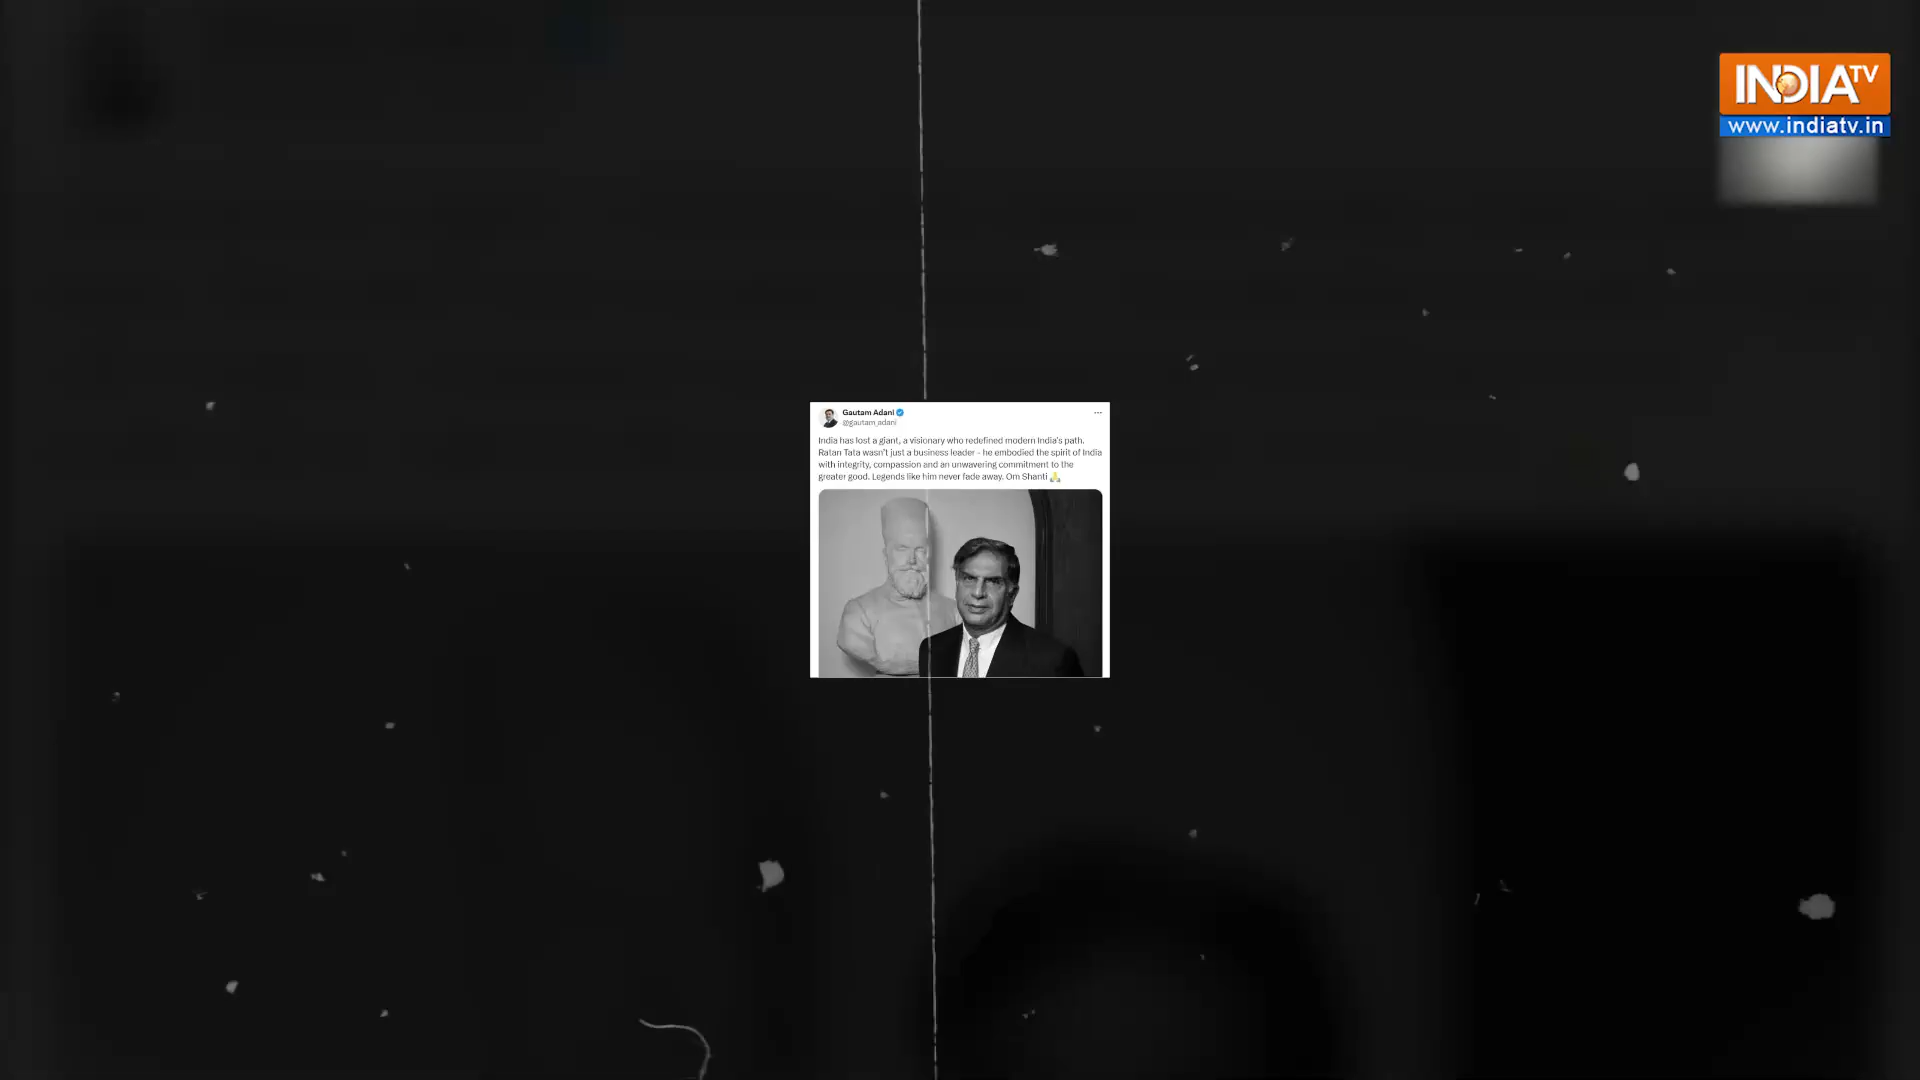 INDIA TV
www.indiatv.in
Gautam Adani
@gautam_adani
India has lost a giant, a visionary who redefined modern India's path.
Ratan Tata wasn't just a business leader - he embodied the spirit of India
with integrity, compassion and an unwavering commitment to the
greater good. Legends like him never fade away. Om Shanti 🙏